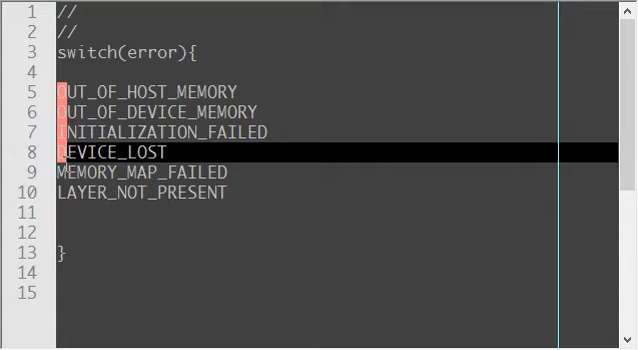 1 //
2 //
3 switch(error){
4
5 OUT_OF_HOST_MEMORY
6 OUT_OF_DEVICE_MEMORY
7 INITIALIZATION_FAILED
8 DEVICE_LOST
9 MEMORY_MAP_FAILED
10 LAYER_NOT_PRESENT
11
12
13 }
14
15